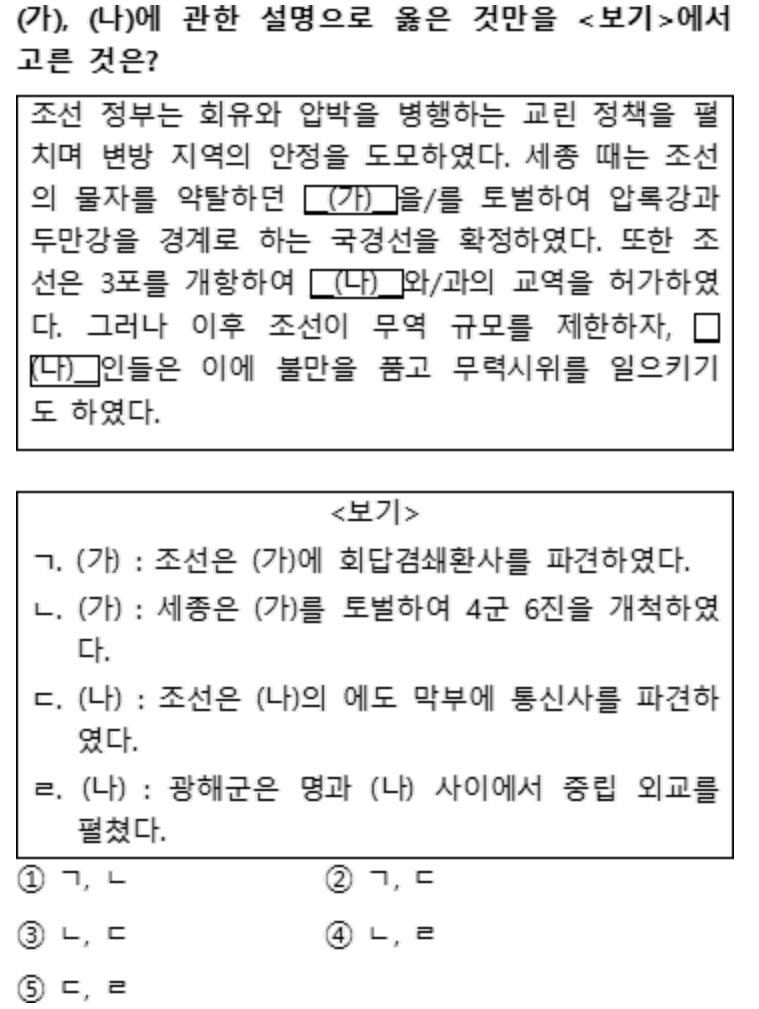 (가), (나)에 관한 설명으로 옳은 것만을 <보기>에서
고른 것은?
조선 정부는 회유와 압박을 병행하는 교린 정책을 펼
치며 변방 지역의 안정을 도모하였다. 세종 때는 조선
의 물자를 약탈하던 (가) 을/를 토벌하여 압록강과
두만강을 경계로 하는 국경선을 확정하였다. 또한 조
선은 3포를 개항하여 (나) 와/과의 교역을 허가하였
다. 그러나 이후 조선이 무역 규모를 제한하자,
(나) 인들은 이에 불만을 품고 무력시위를 일으키기
도 하였다.
<보기>
ㄱ. (가) : 조선은 (가)에 회답겸쇄환사를 파견하였다.
ㄴ. (가) : 세종은 (가)를 토벌하여 4군 6진을 개척하였
다.
ㄷ. (나) : 조선은 (나)의 에도 막부에 통신사를 파견하
였다.
ㄹ. (나) : 광해군은 명과 (나) 사이에서 중립 외교를
펼쳤다.
① ㄱ, ㄴ ② ㄱ, ㄷ
③ ㄴ, ㄷ ④ ㄴ, ㄹ
⑤ ㄷ, ㄹ